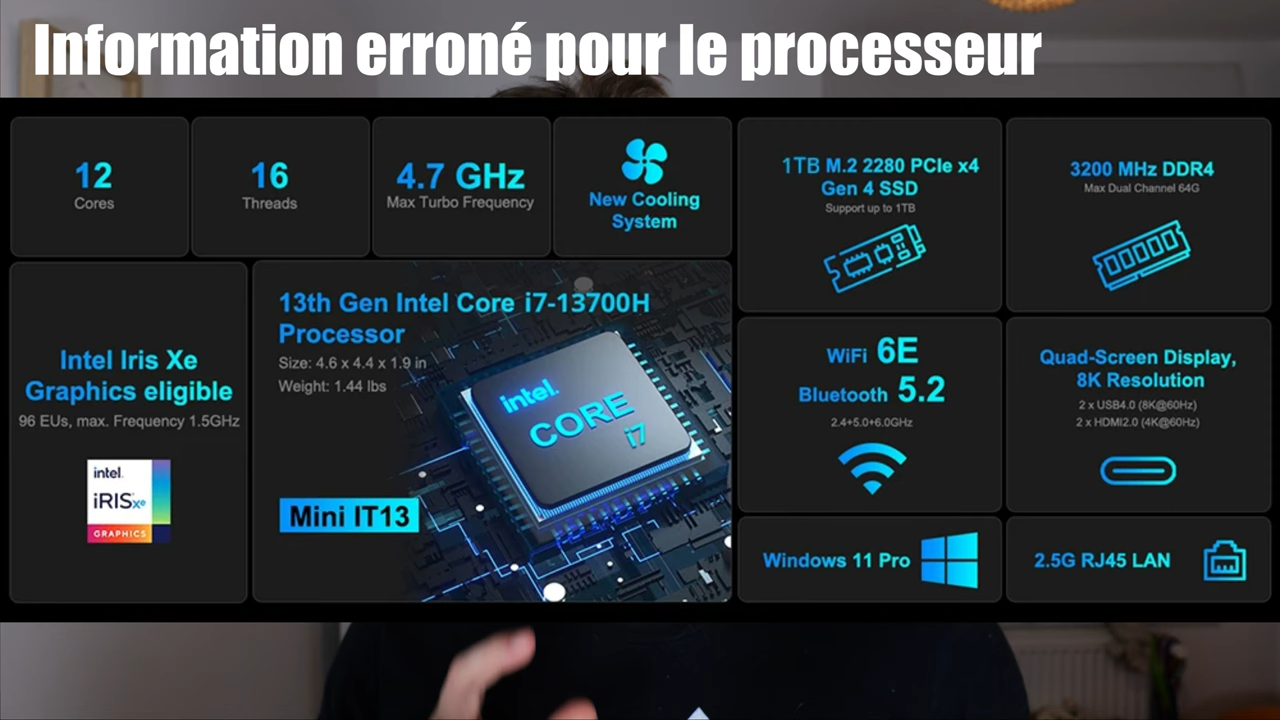 Information erroné pour le processeur
12
Cores
16
Threads
4.7 GHz
Max Turbo Frequency
New Cooling
System
1TB M.2 2280 PCIe x4
Gen 4 SSD
Support up to 1TB
3200 MHz DDR4
Max Dual Channel 64G
Intel Iris Xe
Graphics eligible
96 EUs, max. Frequency 1.5GHz
intel.
iRISxe
GRAPHICS
13th Gen Intel Core i7-13700H
Processor
Size: 4.6 x 4.4 x 1.9 in
Weight: 1.44 lbs
intel.
CORE
i7
Mini IT13
WiFi 6E
Bluetooth 5.2
2.4+5.0+6.0GHz
Quad-Screen Display,
8K Resolution
2 x USB4.0 (8K@60Hz)
2 x HDMI2.0 (4K@60Hz)
Windows 11 Pro
2.5G RJ45 LAN